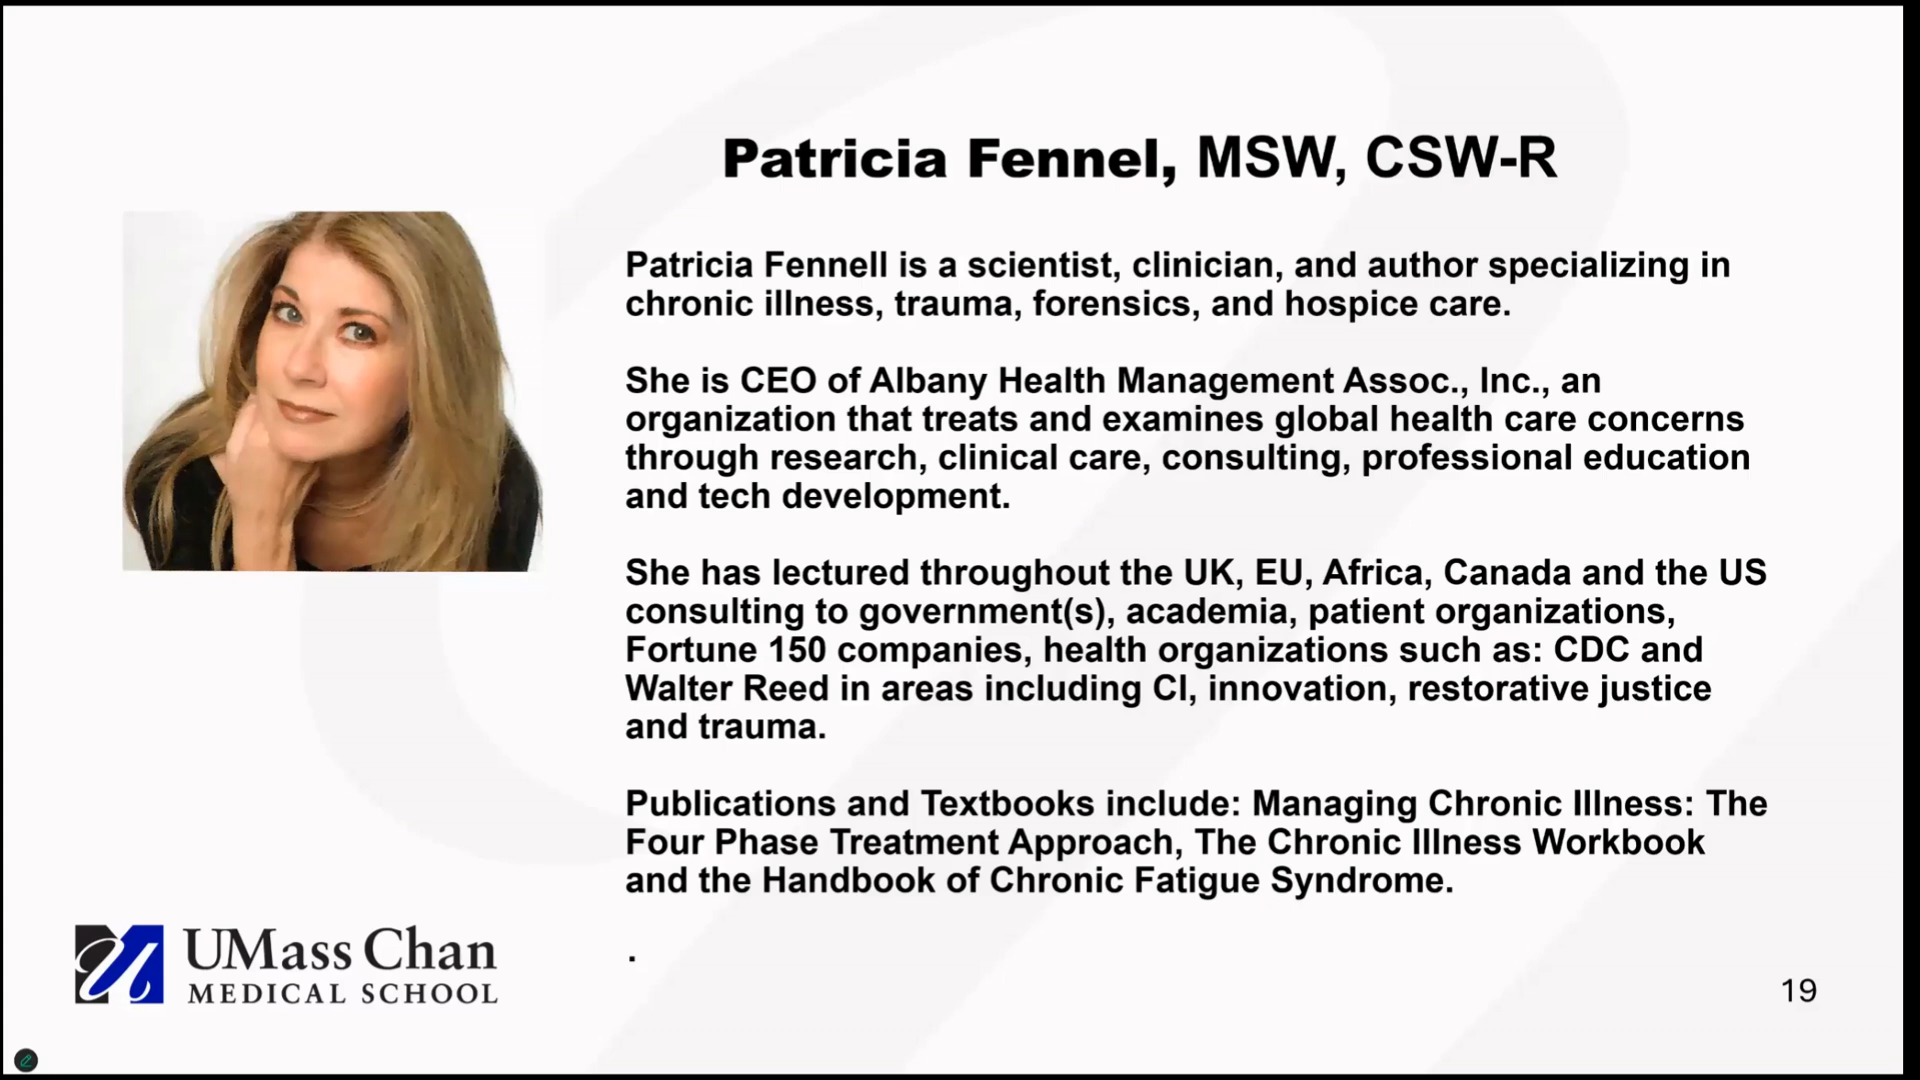 Patricia Fennel, MSW, CSW-R
Patricia Fennell is a scientist, clinician, and author specializing in
chronic illness, trauma, forensics, and hospice care.
She is CEO of Albany Health Management Assoc., Inc., an
organization that treats and examines global health care concerns
through research, clinical care, consulting, professional education
and tech development.
She has lectured throughout the UK, EU, Africa, Canada and the US
consulting to government(s), academia, patient organizations,
Fortune 150 companies, health organizations such as: CDC and
Walter Reed in areas including CI, innovation, restorative justice
and trauma.
Publications and Textbooks include: Managing Chronic Illness: The
Four Phase Treatment Approach, The Chronic Illness Workbook
and the Handbook of Chronic Fatigue Syndrome.
.
UMass Chan
MEDICAL SCHOOL
19